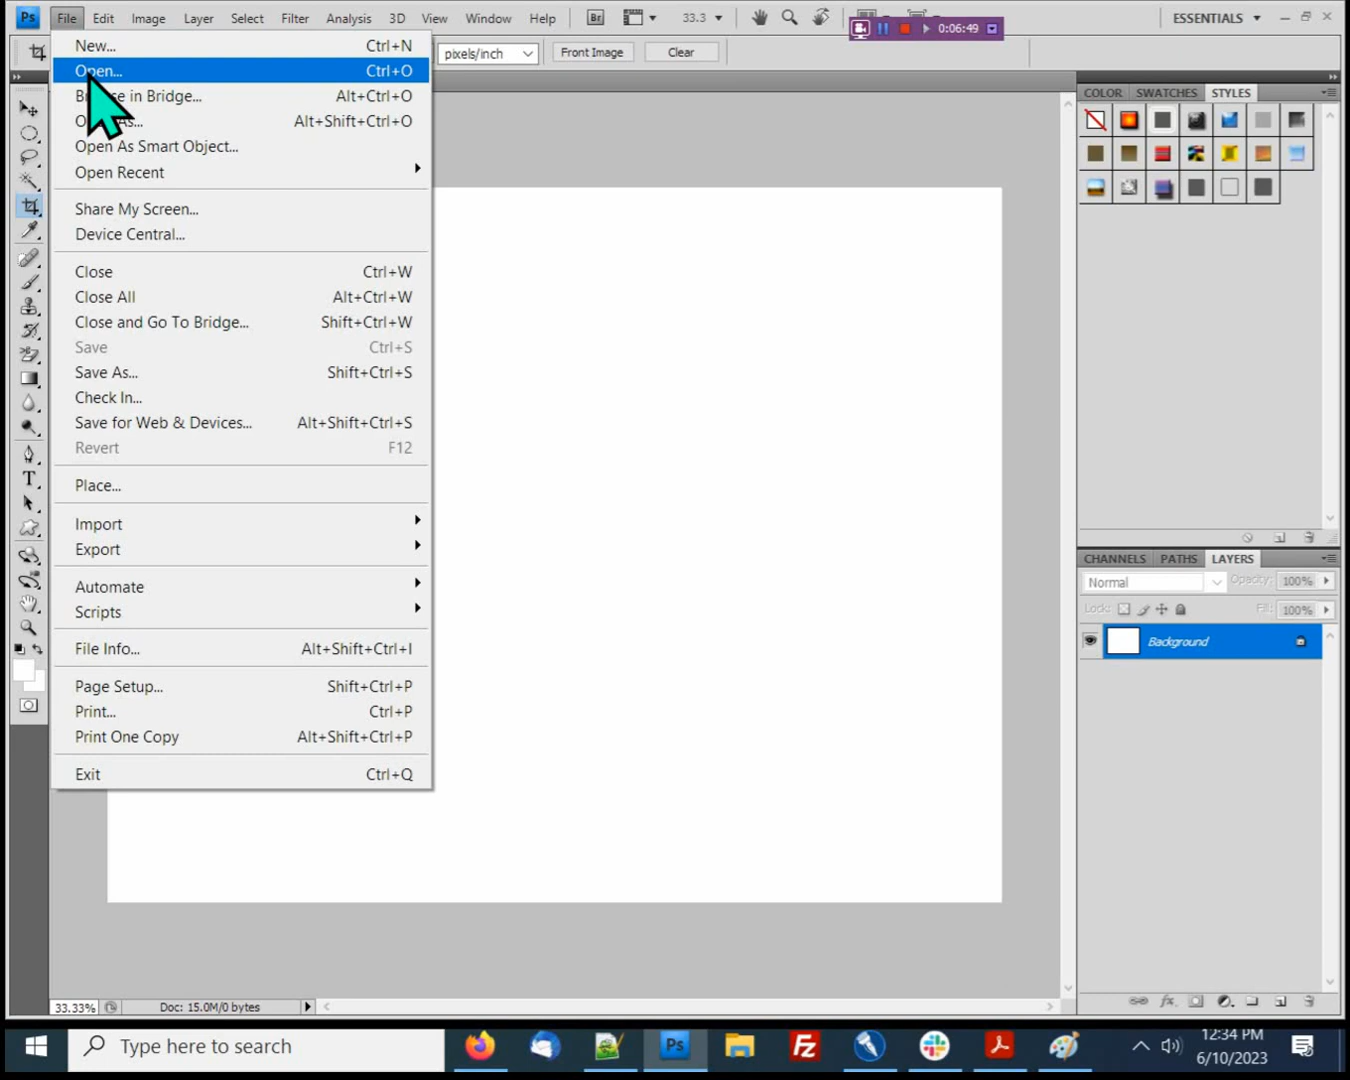 Ps File Edit Image Layer Select Filter Analysis 3D View Window Help Br 33.3 0:06:49 ESSENTIALS
pixels/inch Front Image Clear
New... Ctrl+N
Open... Ctrl+O
in Bridge... Alt+Ctrl+O
Alt+Shift+Ctrl+O
Open As Smart Object...
Open Recent
Share My Screen...
Device Central...
Close Ctrl+W
Close All Alt+Ctrl+W
Close and Go To Bridge... Shift+Ctrl+W
Save Ctrl+S
Save As... Shift+Ctrl+S
Check In...
Save for Web & Devices... Alt+Shift+Ctrl+S
Revert F12
Place...
Import
Export
Automate
Scripts
File Info... Alt+Shift+Ctrl+I
Page Setup... Shift+Ctrl+P
Print... Ctrl+P
Print One Copy Alt+Shift+Ctrl+P
Exit Ctrl+Q
T
COLOR SWATCHES STYLES
CHANNELS PATHS LAYERS
Normal Opacity: 100%
Lock: Fill: 100%
Background
fx
33.33% Doc: 15.0M/0 bytes
Type here to search
Ps
Fz
12:34 PM
6/10/2023